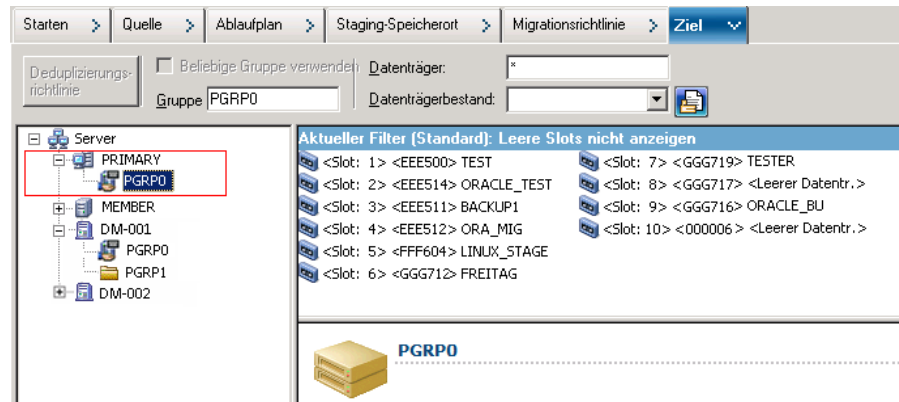 Starten Quelle Ablaufplan Staging-Speicherort Migrationsrichtlinie Ziel
Deduplizierungs-
richtlinie
Beliebige Gruppe verwenden
Gruppe PGRP0
Datenträger: *
Datenträgerbestand:
Server
PRIMARY
PGRP0
MEMBER
DM-001
PGRP0
PGRP1
DM-002
Aktueller Filter (Standard): Leere Slots nicht anzeigen
<Slot: 1> <EEE500> TEST
<Slot: 2> <EEE514> ORACLE_TEST
<Slot: 3> <EEE511> BACKUP1
<Slot: 4> <EEE512> ORA_MIG
<Slot: 5> <FFF604> LINUX_STAGE
<Slot: 6> <GGG712> FREITAG
<Slot: 7> <GGG719> TESTER
<Slot: 8> <GGG717> <Leerer Datentr.>
<Slot: 9> <GGG716> ORACLE_BU
<Slot: 10> <000006> <Leerer Datentr.>
PGRP0